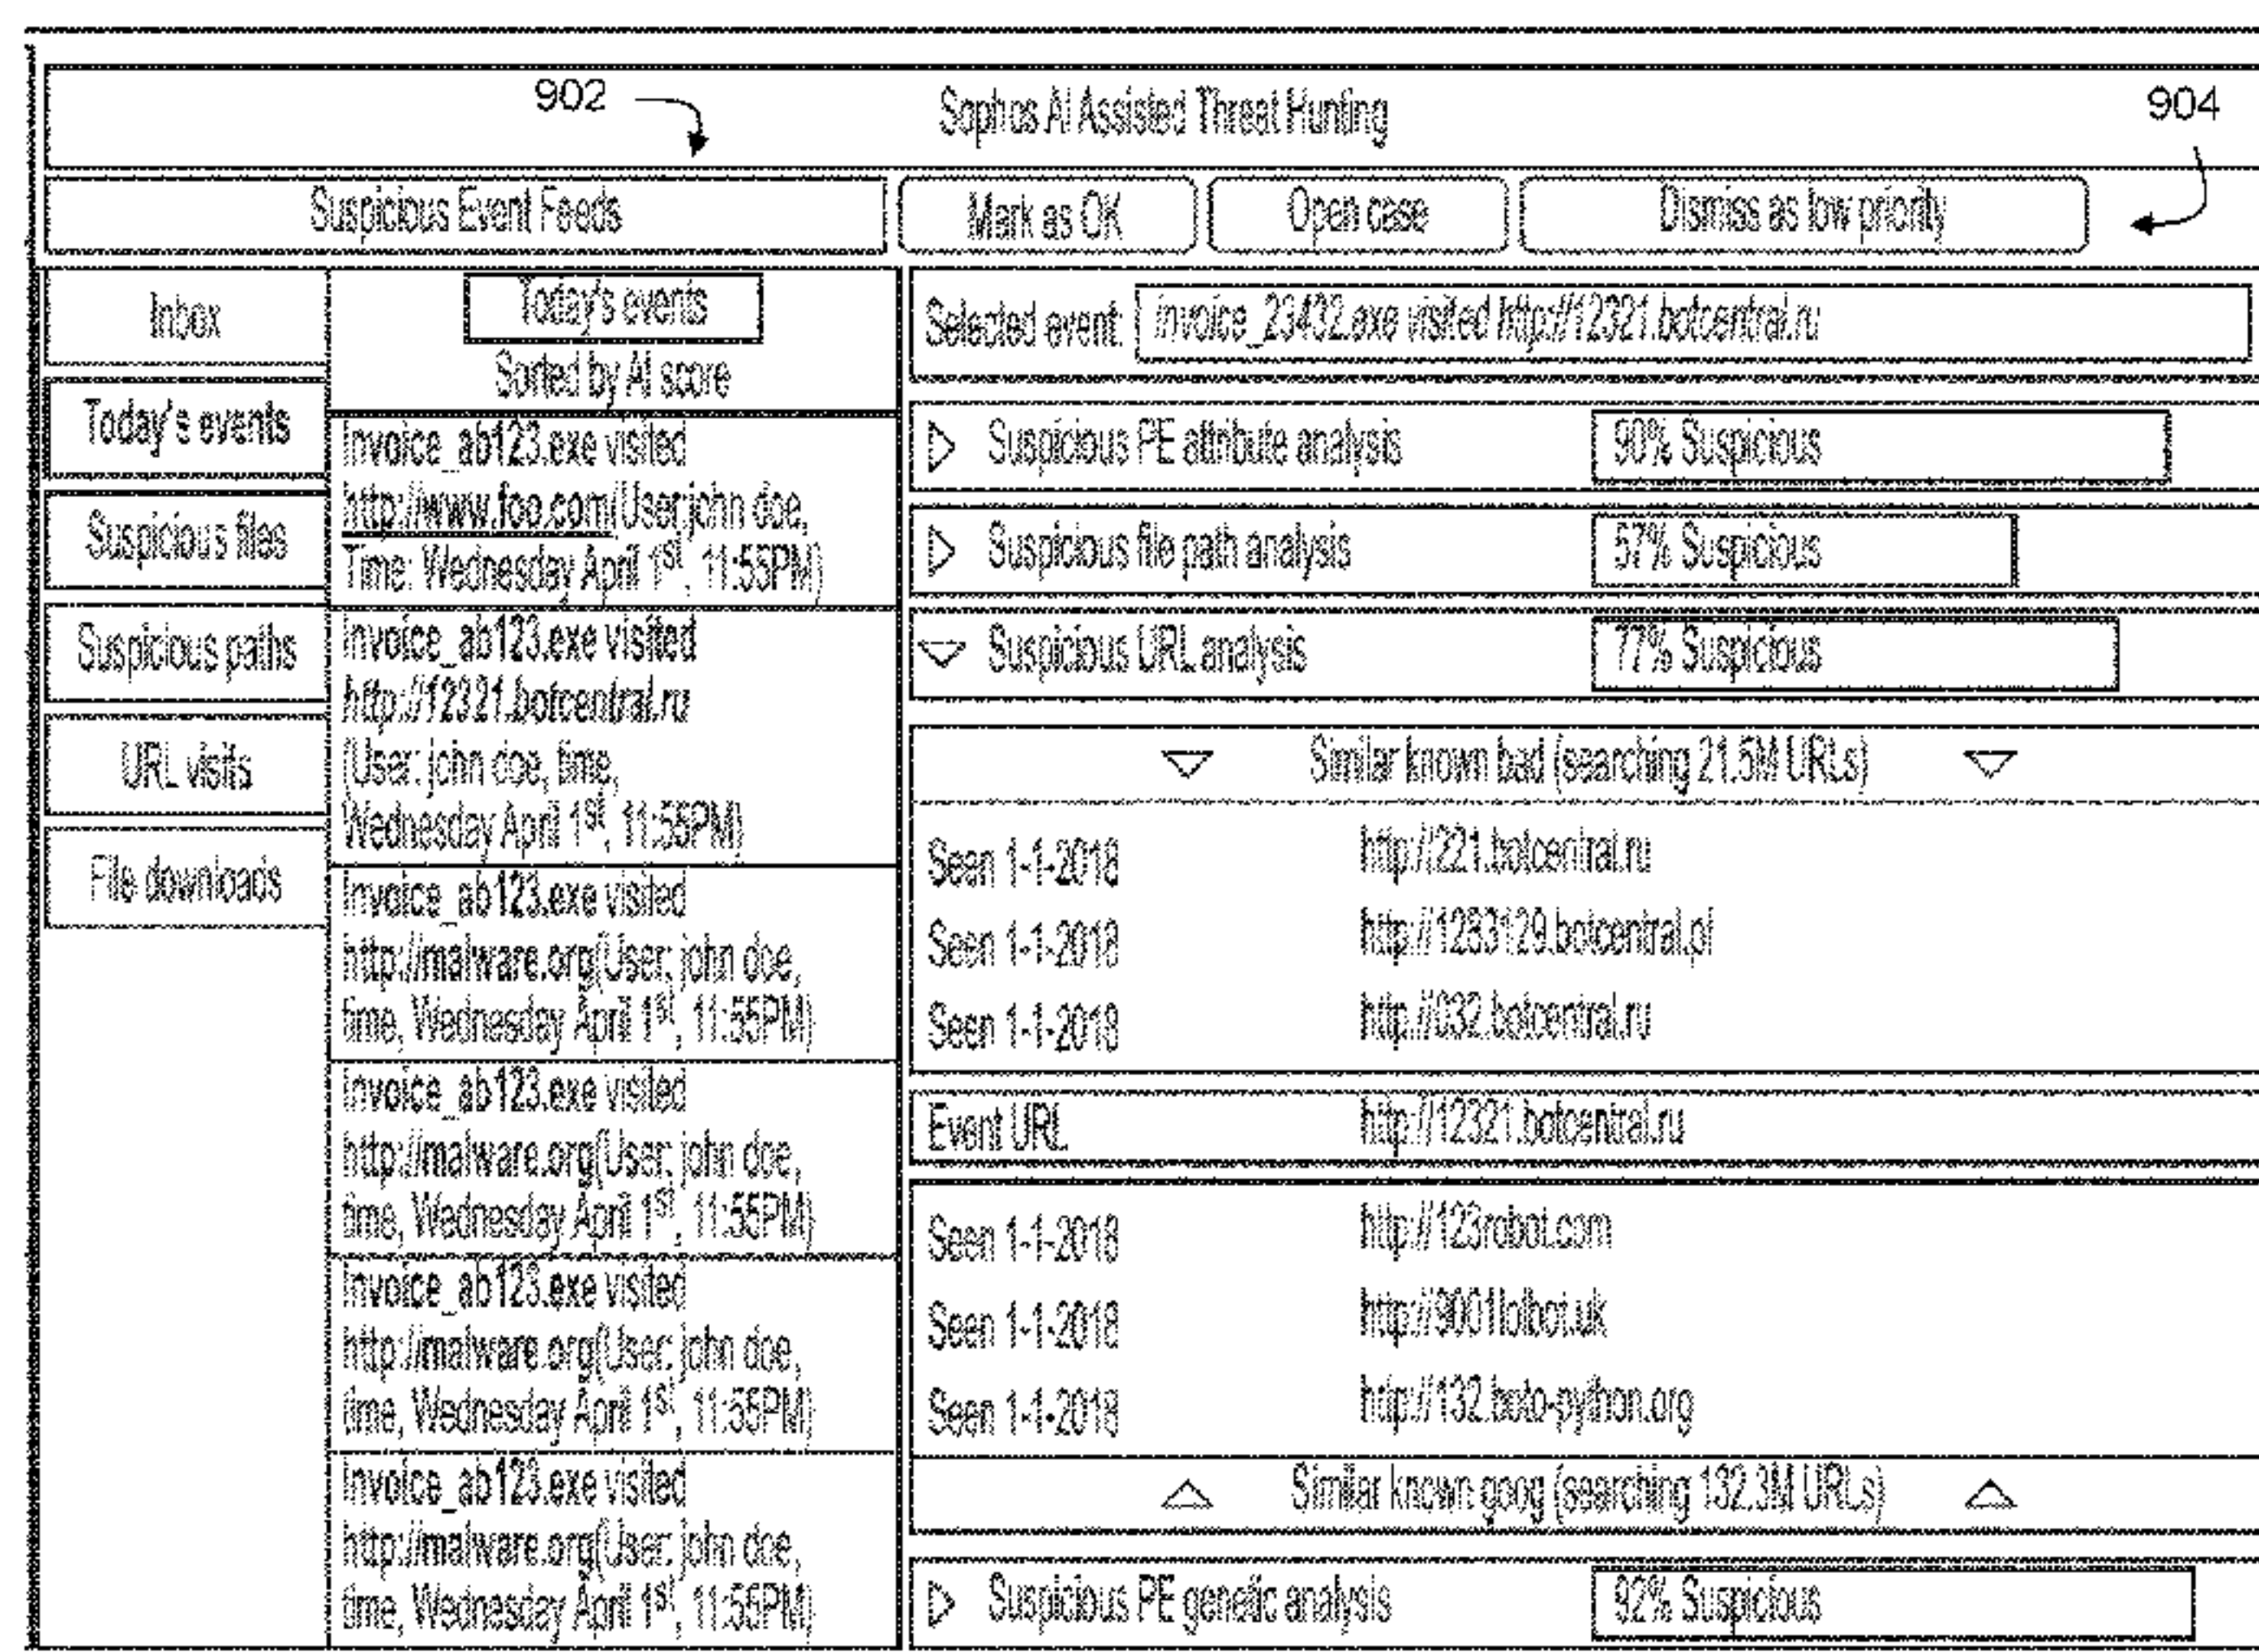 902
Sophos AI Assisted Threat Hunting
904
Suspicious Event Feeds
Mark as OK
Open case
Dismiss as low priority
Inbox
Today's events
Suspicious files
Suspicious paths
URL visits
File downloads
Today's events
Sorted by AI score
Invoice_ab123.exe visited
http://www.foo.com(User:john doe,
Time: Wednesday April 1st, 11:55PM)
Invoice_ab123.exe visited
http://12321.botcentral.ru
(User: john doe, time,
Wednesday April 1st, 11:55PM)
Invoice_ab123.exe visited
http://malware.org(User: john doe,
time, Wednesday April 1st, 11:55PM)
Invoice_ab123.exe visited
http://malware.org(User: john doe,
time, Wednesday April 1st, 11:55PM)
Invoice_ab123.exe visited
http://malware.org(User: john doe,
time, Wednesday April 1st, 11:55PM)
Invoice_ab123.exe visited
http://malware.org(User: john doe,
time, Wednesday April 1st, 11:55PM)
Selected event: invoice_23432.exe visited http://12321.botcentral.ru
Suspicious PE attribute analysis 90% Suspicious
Suspicious file path analysis 57% Suspicious
Suspicious URL analysis 77% Suspicious
Similar known bad (searching 21.5M URLs)
Seen 1-1-2018 http://221.botcentral.ru
Seen 1-1-2018 http://1283129.botcentral.pf
Seen 1-1-2018 http://032.botcentral.ru
Event URL http://12321.botcentral.ru
Seen 1-1-2018 http://123robot.com
Seen 1-1-2018 http://9001lolbot.uk
Seen 1-1-2018 http://132.boto-python.org
Similar known goog (searching 132.3M URLs)
Suspicious PE genetic analysis 92% Suspicious